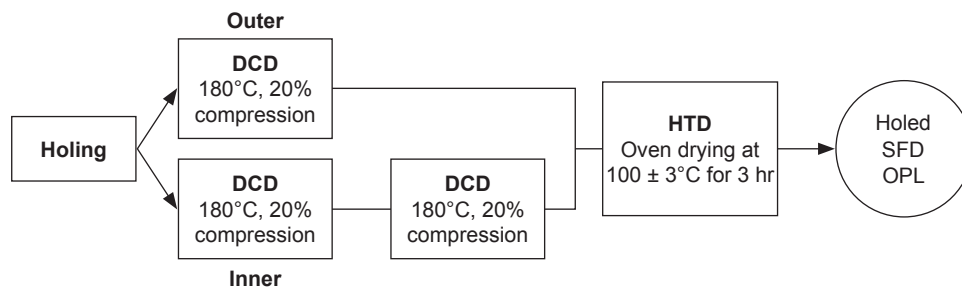 Outer
DCD
180°C, 20%
compression
Holing
DCD
180°C, 20%
compression
Inner
DCD
180°C, 20%
compression
HTD
Oven drying at
100 ± 3°C for 3 hr
Holed
SFD
OPL